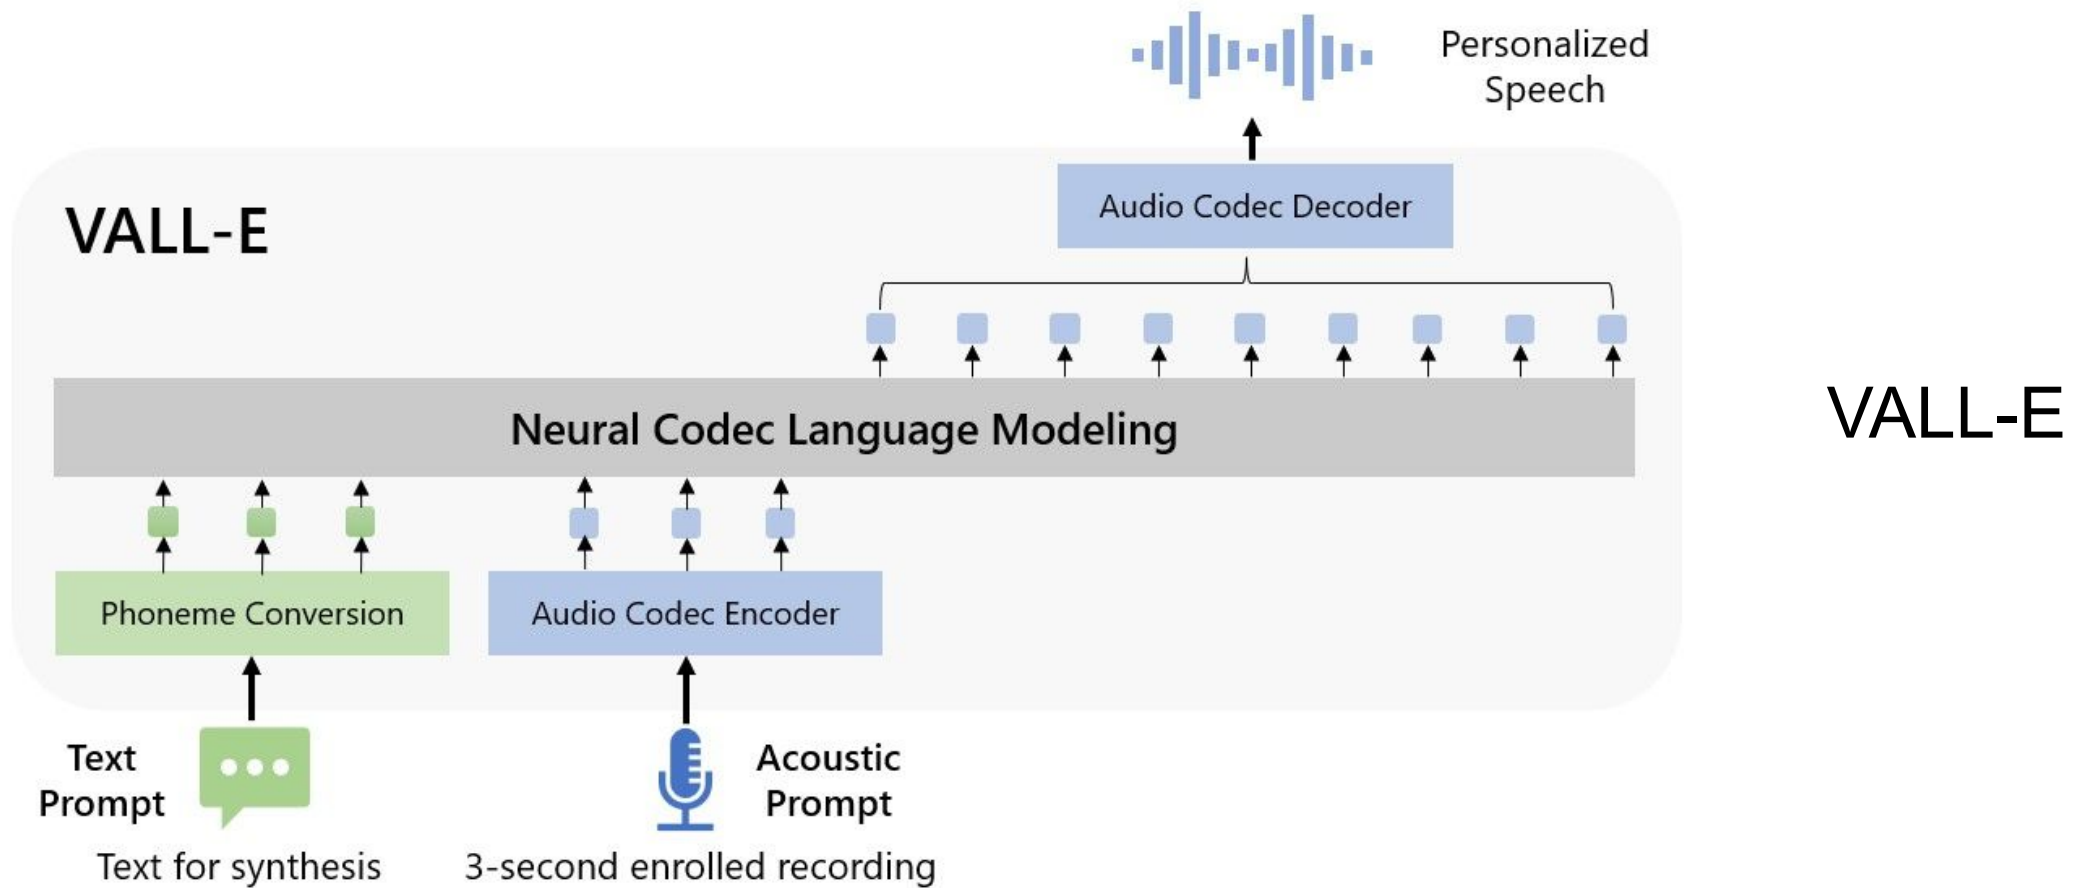 Personalized
Speech
Audio Codec Decoder
VALL-E
Neural Codec Language Modeling
VALL-E
Phoneme Conversion
Audio Codec Encoder
Text
Prompt
Acoustic
Prompt
Text for synthesis
3-second enrolled recording